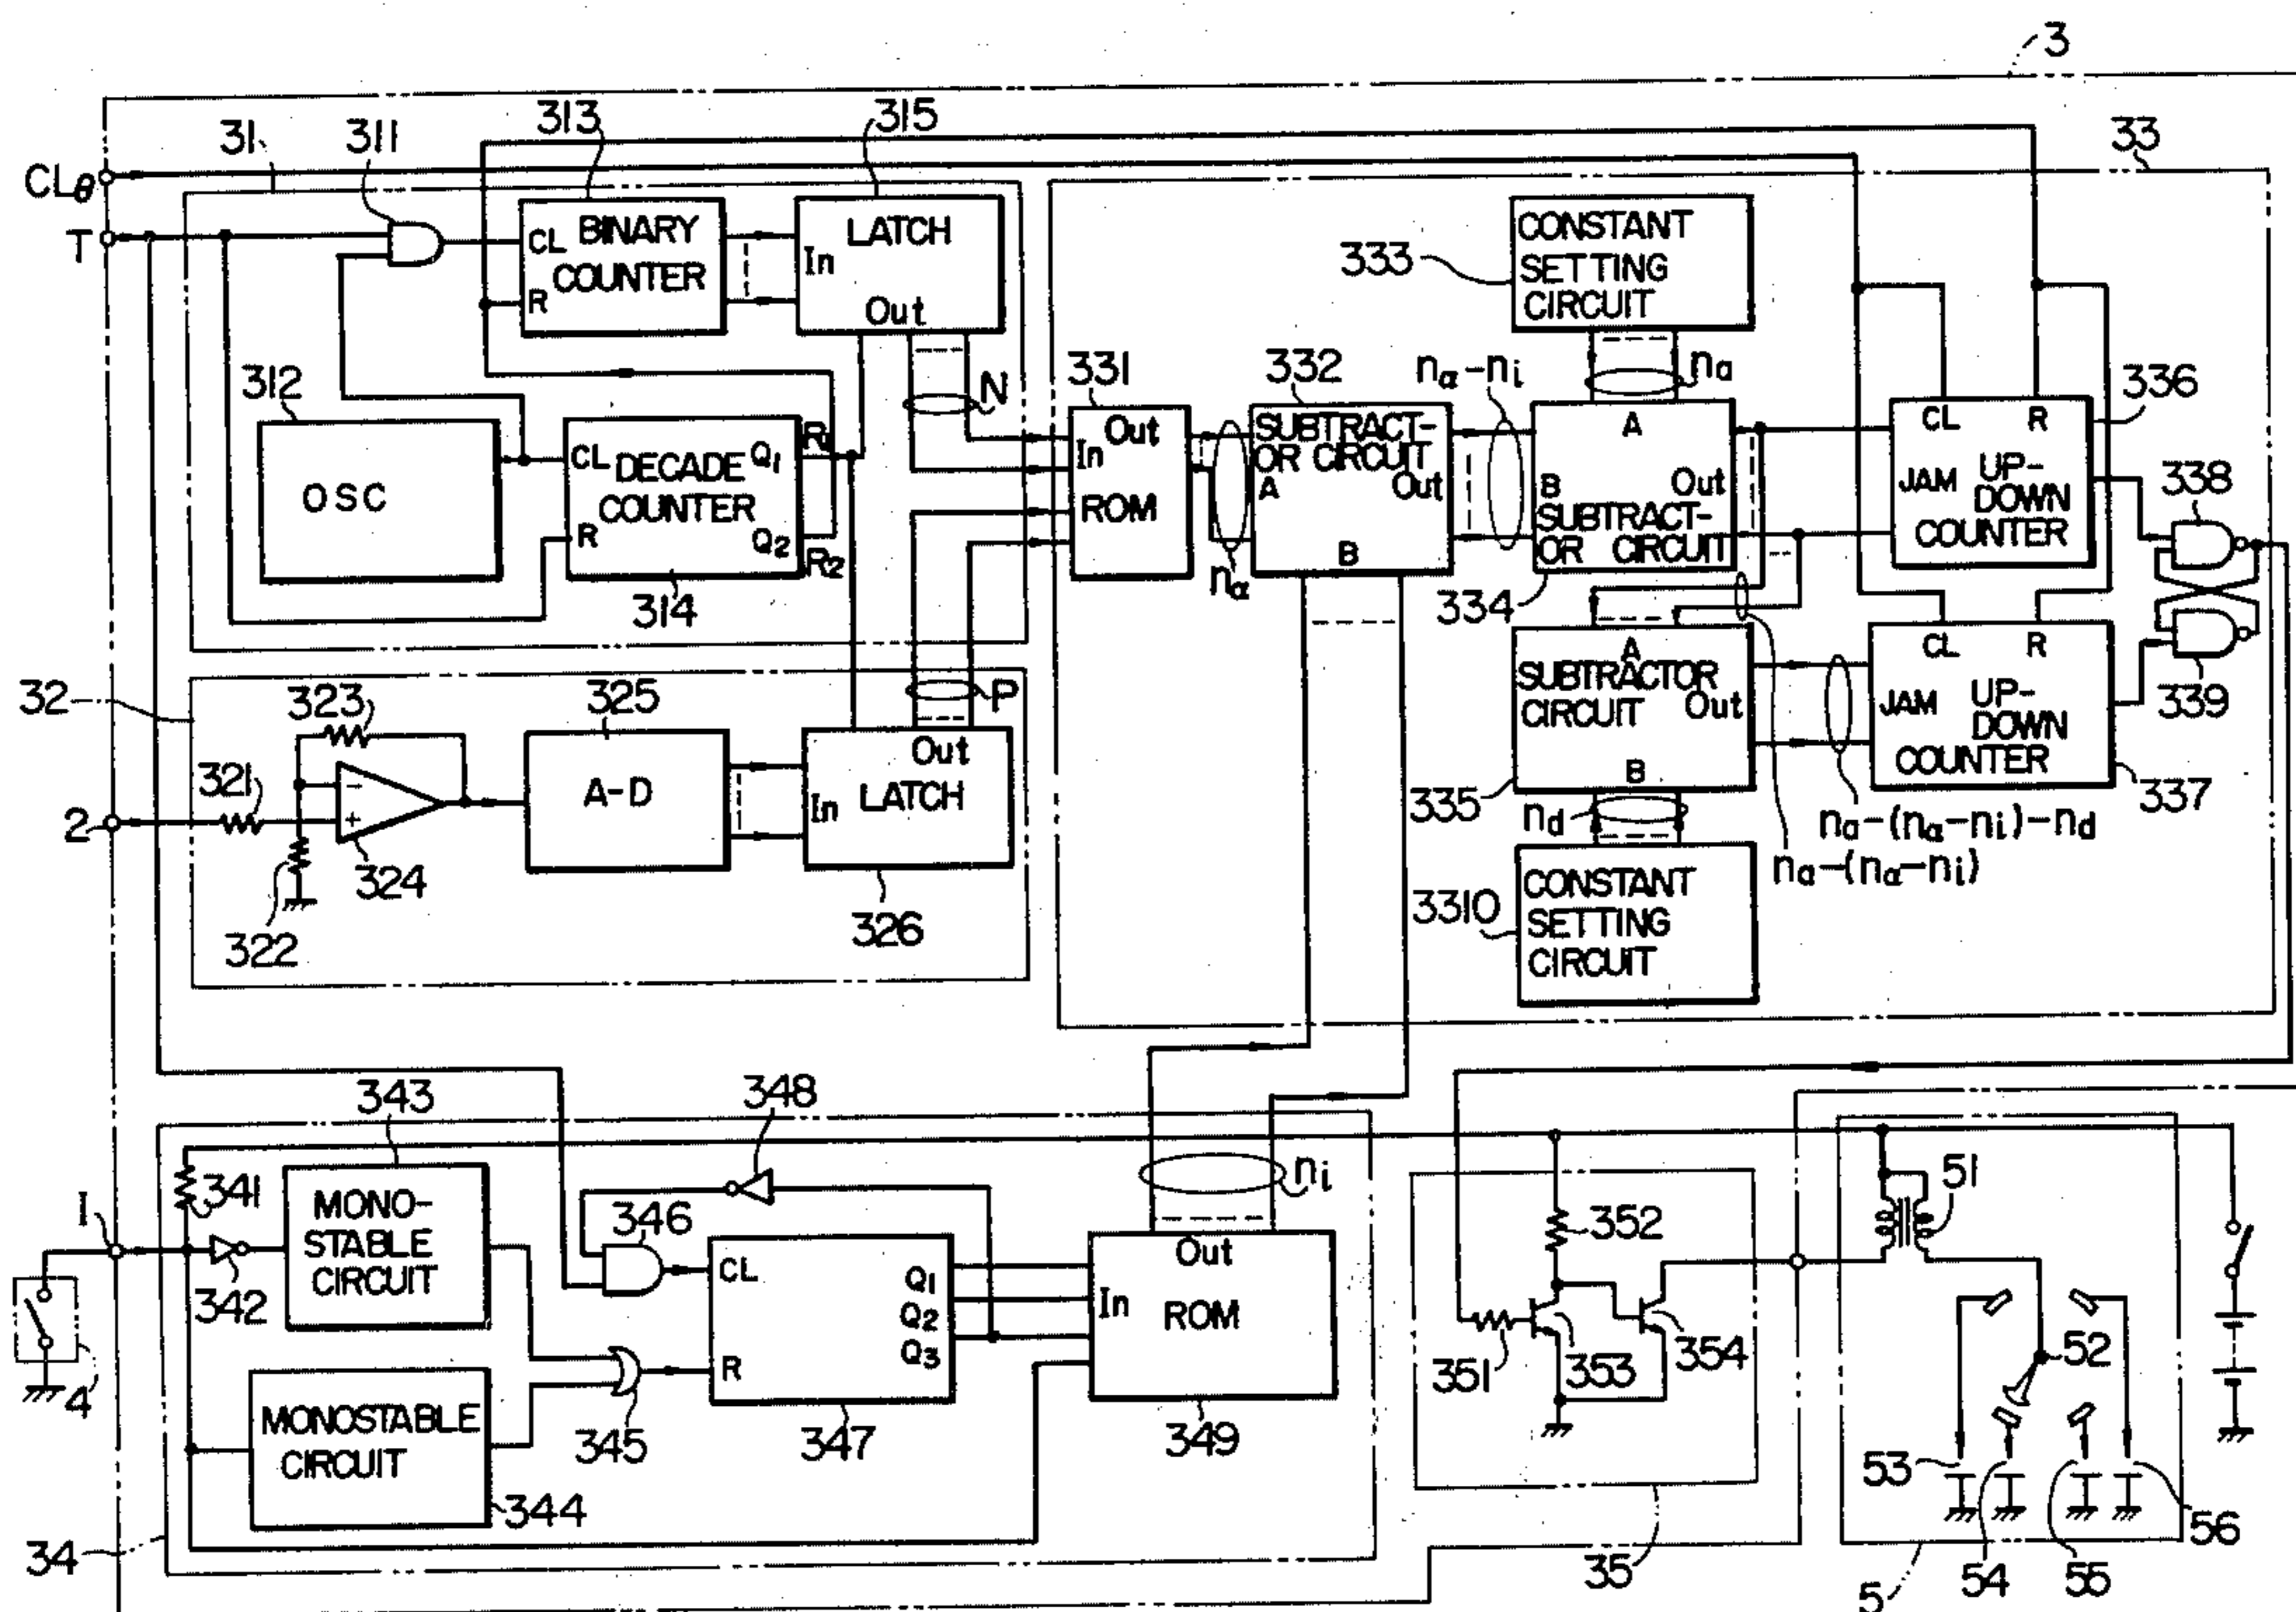 3
CLθ
T
31
311
313
315
33
CL BINARY
COUNTER
R
LATCH
In
Out
CONSTANT
SETTING
CIRCUIT
333
nₐ
312
OSC
CL DECADE Q₁
COUNTER
R Q₂
R₁
R₂
314
N
331
Out
In
ROM
nα
332
SUBTRACT-
OR CIRCUIT
A Out
B
nα-ni
A
B Out
SUBTRACT-
OR CIRCUIT
334
CL R
JAM UP-
DOWN
COUNTER
336
338
339
32
323
321
2
322
324
325
A-D
P
Out
In LATCH
326
A
SUBTRACTOR
CIRCUIT Out
B
335
nd
CL R
JAM UP-
DOWN
COUNTER
337
nₐ-(nα-ni)-nd
nₐ-(nα-ni)
3310
CONSTANT
SETTING
CIRCUIT
343
348
1
341
342
MONO-
STABLE
CIRCUIT
346
CL Q₁
Q₂
R Q₃
347
ni
Out
In ROM
349
4
MONOSTABLE
CIRCUIT
344
345
34
352
351
353
354
35
51
52
53
54
55
56
5